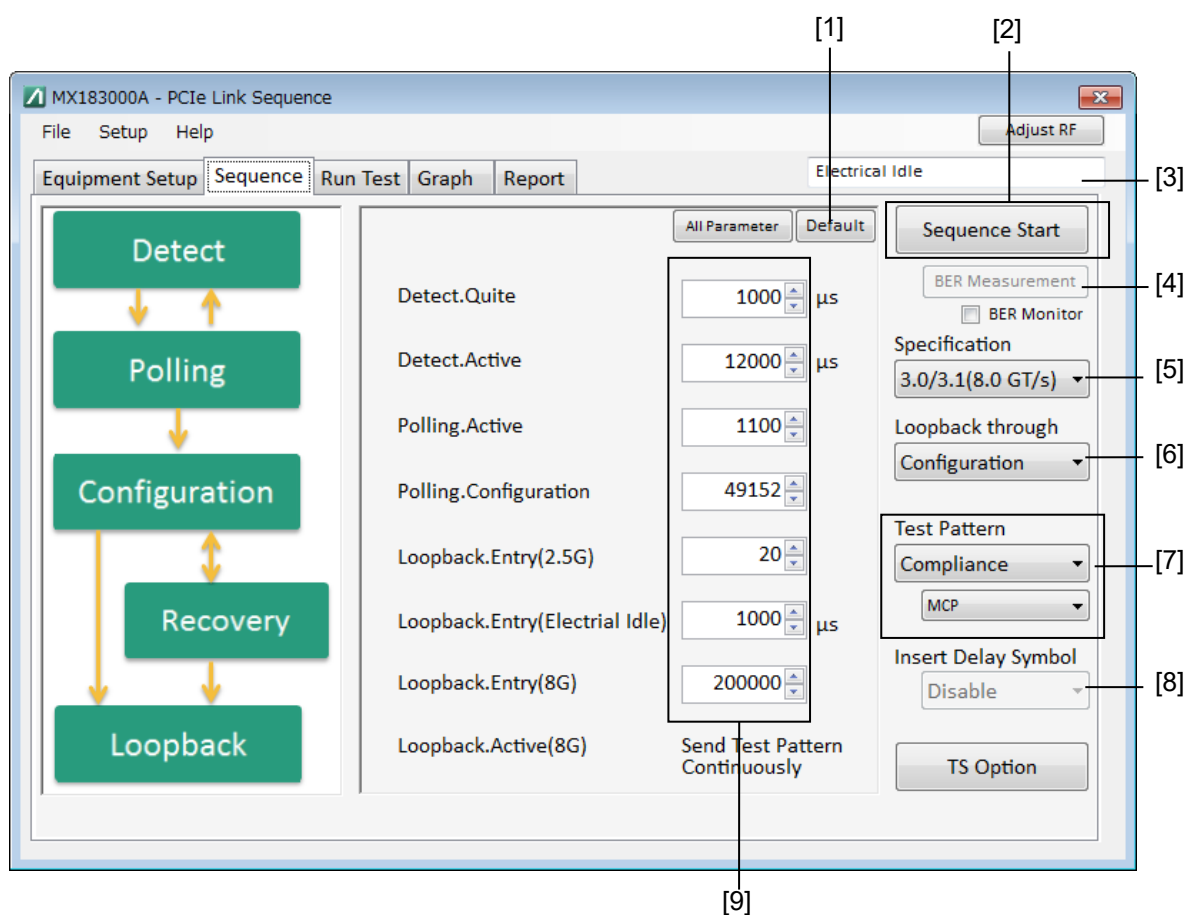 [1]
[2]
MX183000A - PCIe Link Sequence
File Setup Help
Adjust RF
Equipment Setup Sequence Run Test Graph Report
Electrical Idle
[3]
Detect
Polling
Configuration
Recovery
Loopback
All Parameter Default
Detect.Quite 1000 µs
Detect.Active 12000 µs
Polling.Active 1100
Polling.Configuration 49152
Loopback.Entry(2.5G) 20
Loopback.Entry(Electrial Idle) 1000 µs
Loopback.Entry(8G) 200000
Loopback.Active(8G) Send Test Pattern
Continuously
Sequence Start
BER Measurement
[4]
BER Monitor
Specification
3.0/3.1(8.0 GT/s)
[5]
Loopback through
Configuration
[6]
Test Pattern
Compliance
[7]
MCP
Insert Delay Symbol
Disable
[8]
TS Option
[9]